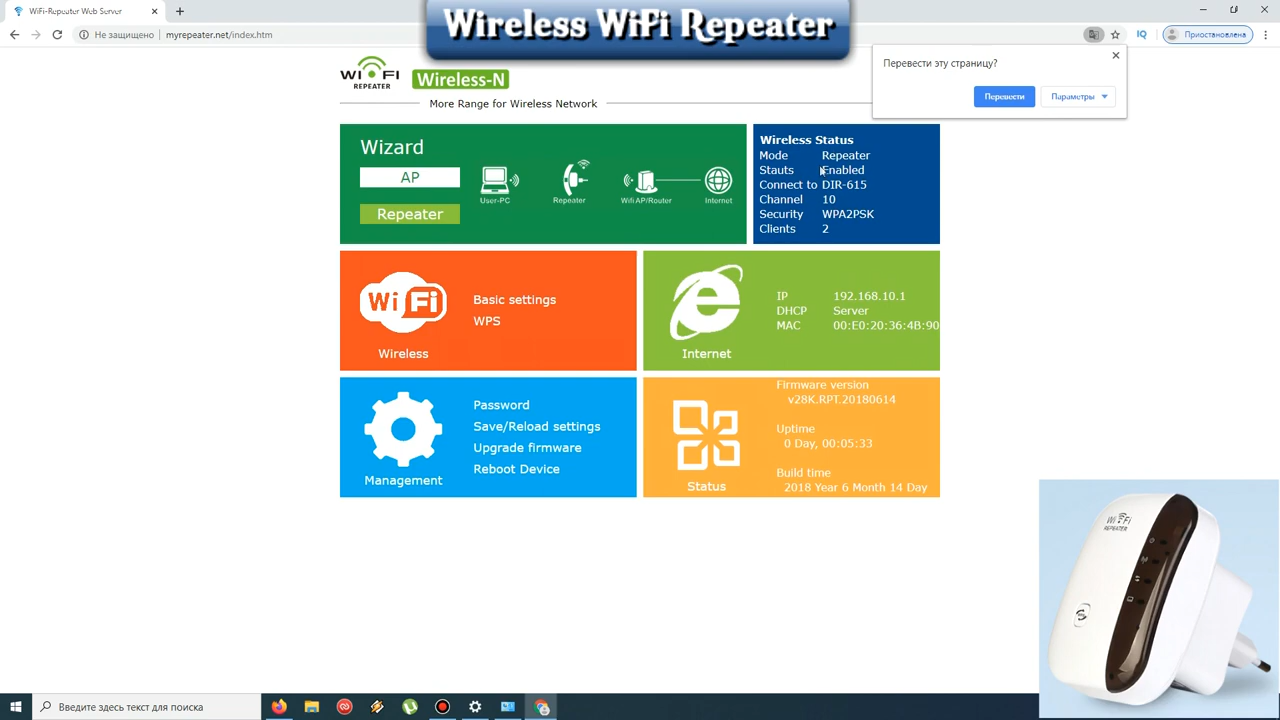 WiFi-Repeater Web Server
Не защищено
myrepeater.net/index.htm
IQ
Приостановлена
Wireless WiFi Repeater
Перевести эту страницу?
Перевести
Параметры
WI FI
REPEATER
Wireless-N
More Range for Wireless Network
Wizard
AP
Repeater
User-PC
Repeater
Wifi AP/Router
Internet
Wireless Status
Mode Repeater
Stauts Enabled
Connect to DIR-615
Channel 10
Security WPA2PSK
Clients 2
Wi Fi
Wireless
Basic settings
WPS
Internet
IP 192.168.10.1
DHCP Server
MAC 00:E0:20:36:4B:90
Management
Password
Save/Reload settings
Upgrade firmware
Reboot Device
Status
Firmware version
v28K.RPT.20180614
Uptime
0 Day, 00:05:33
Build time
2018 Year 6 Month 14 Day
Wi Fi
REPEATER
Введите здесь текст для поиска